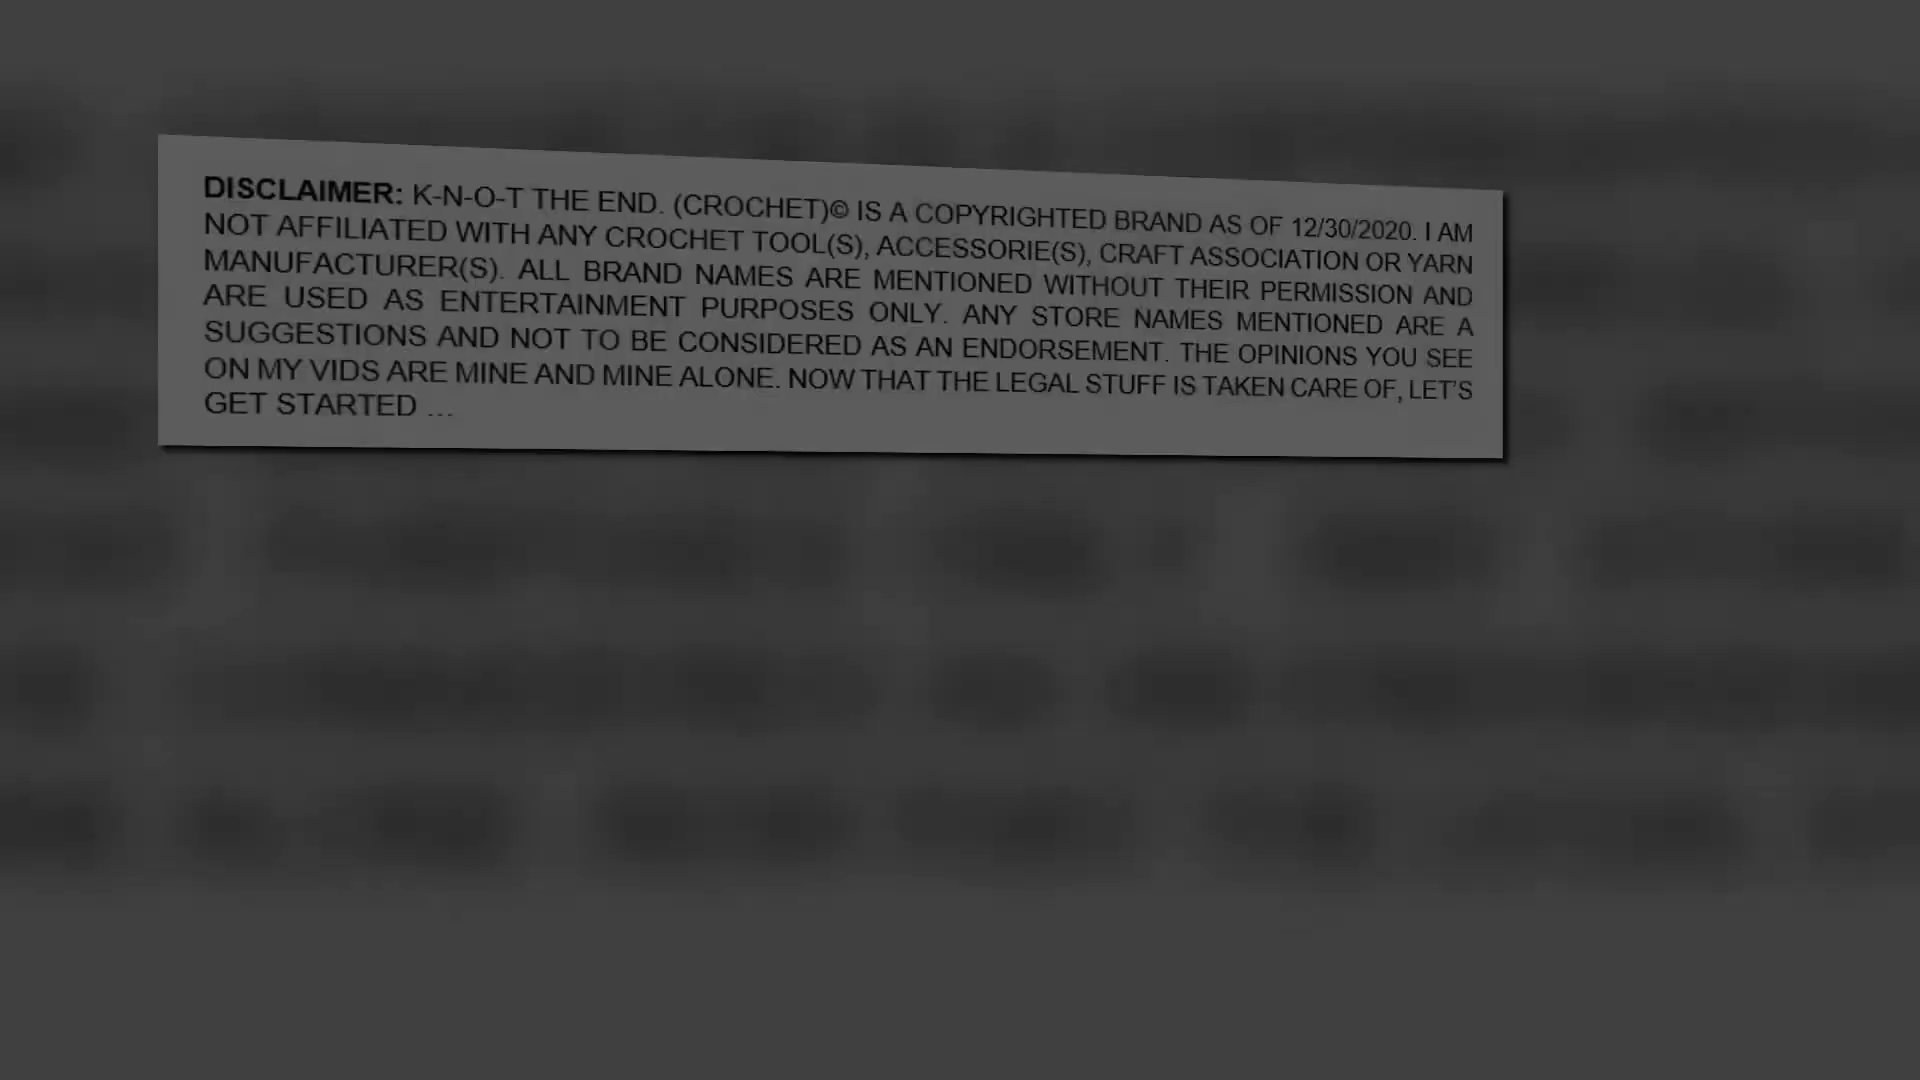 DISCLAIMER: K-N-O-T THE END. (CROCHET)© IS A COPYRIGHTED BRAND AS OF 12/30/2020. I AM
NOT AFFILIATED WITH ANY CROCHET TOOL(S), ACCESSORIE(S), CRAFT ASSOCIATION OR YARN
MANUFACTURER(S). ALL BRAND NAMES ARE MENTIONED WITHOUT THEIR PERMISSION AND
ARE USED AS ENTERTAINMENT PURPOSES ONLY. ANY STORE NAMES MENTIONED ARE A
SUGGESTIONS AND NOT TO BE CONSIDERED AS AN ENDORSEMENT. THE OPINIONS YOU SEE
ON MY VIDS ARE MINE AND MINE ALONE. NOW THAT THE LEGAL STUFF IS TAKEN CARE OF, LET'S
GET STARTED ...